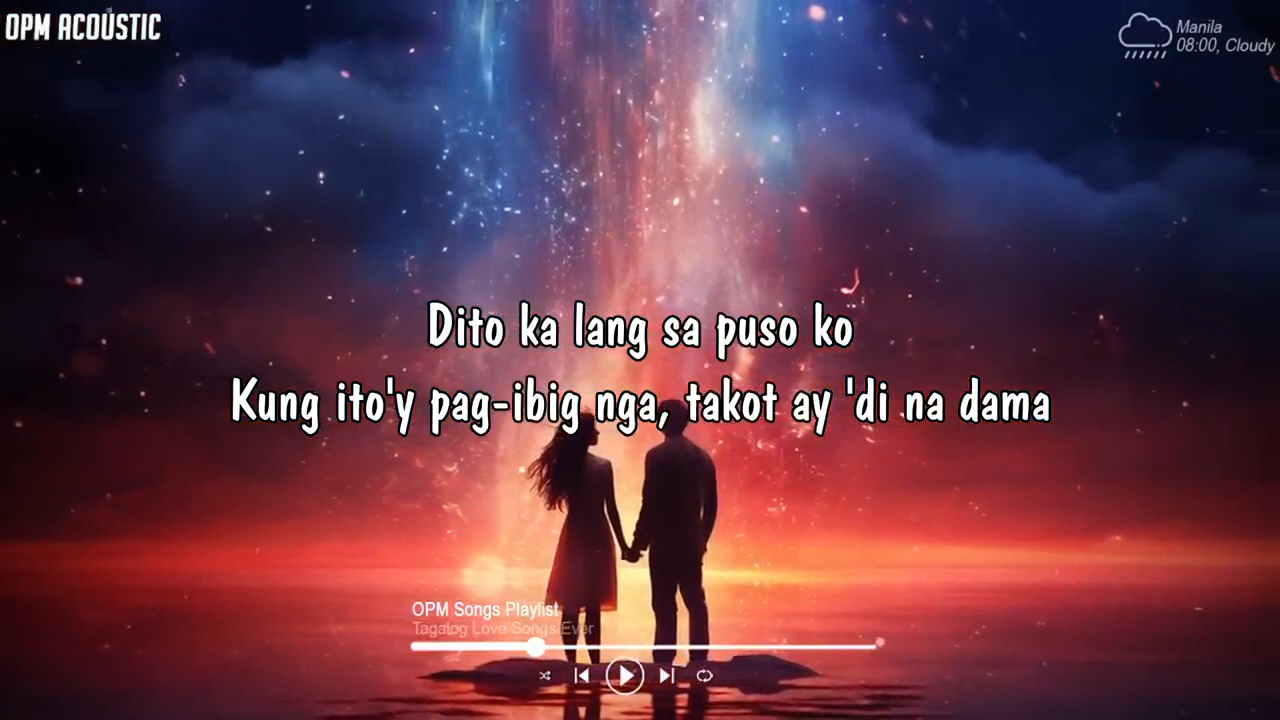 OPM ACOUSTIC
Manila
08:00, Cloudy
Dito ka lang sa puso ko
Kung ito'y pag-ibig nga, takot ay 'di na dama
OPM Songs Playlist
Tagalog Love Songs Ever